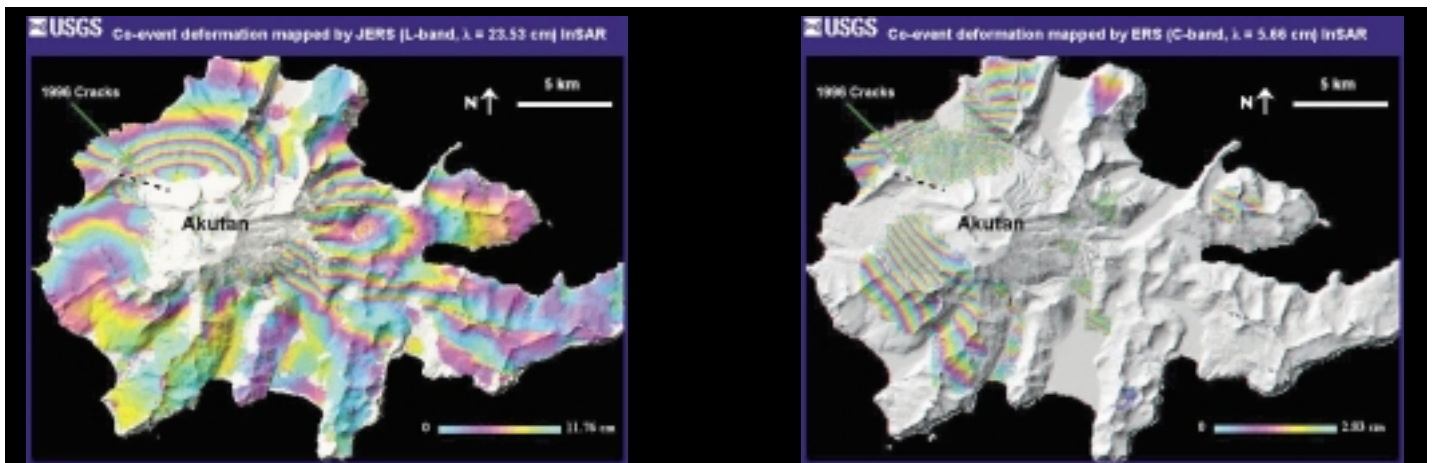 USGS Co-event deformation mapped by JERS (L-band, λ = 23.53 cm) InSAR
5 km
1996 Cracks
N
Akutan
0 11.76 cm
USGS Co-event deformation mapped by ERS (C-band, λ = 5.66 cm) InSAR
5 km
1996 Cracks
N
Akutan
0 2.83 cm